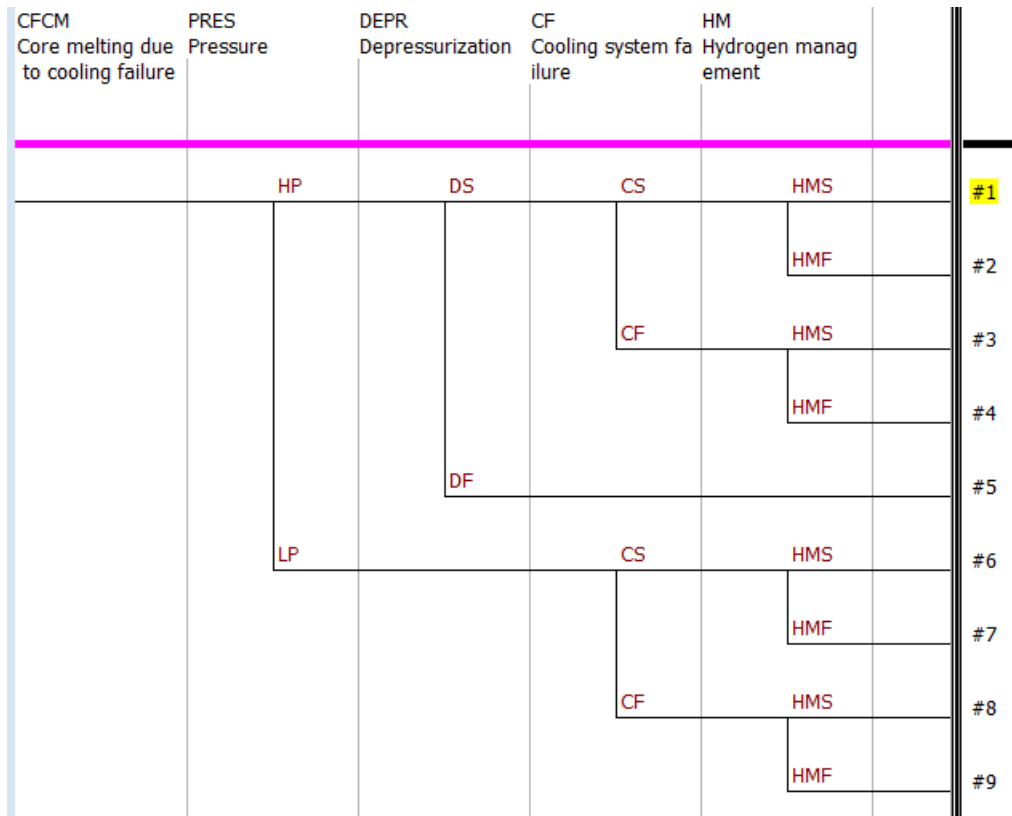 CFCM
Core melting due
to cooling failure
PRES
Pressure
DEPR
Depressurization
CF
Cooling system fa
ilure
HM
Hydrogen manag
ement
HP DS CS HMS #1
HMF #2
CF HMS #3
HMF #4
DF #5
LP CS HMS #6
HMF #7
CF HMS #8
HMF #9